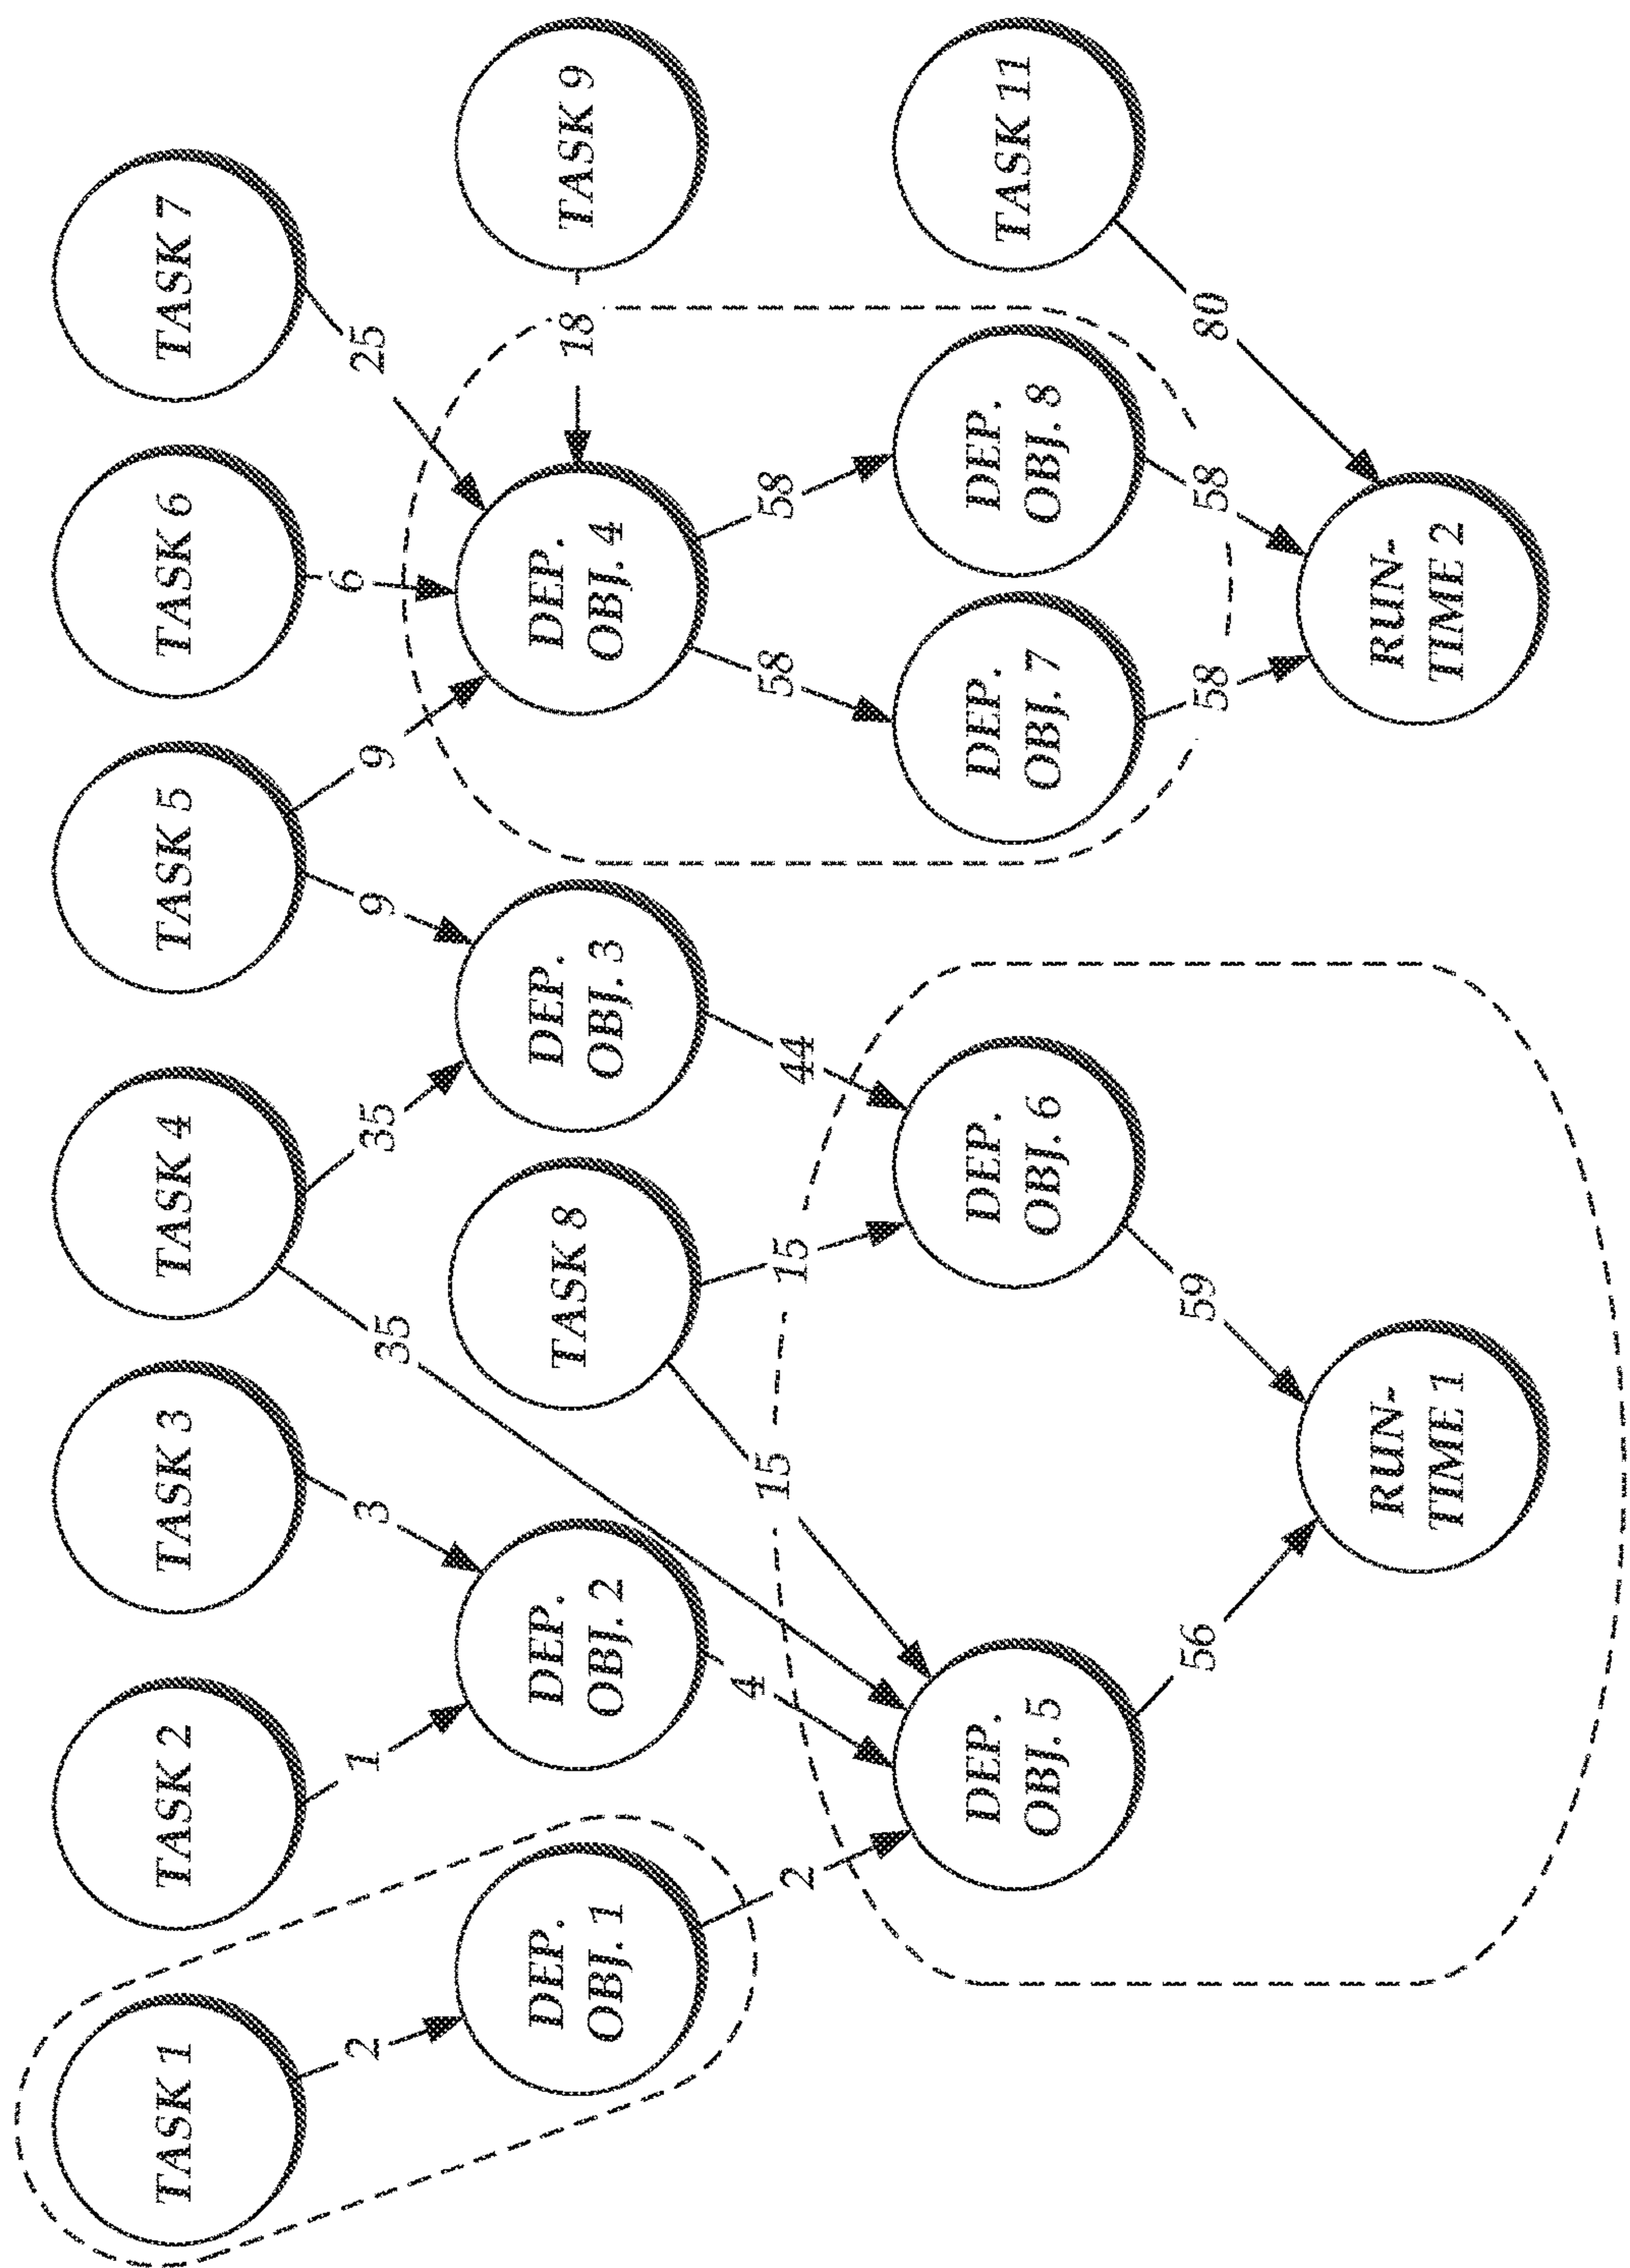 TASK 1
TASK 2
TASK 3
TASK 4
TASK 5
TASK 6
TASK 7
2
1
3
35
35
9
9
6
25
DEP.
OBJ. 1
DEP.
OBJ. 2
TASK 8
DEP.
OBJ. 3
DEP.
OBJ. 4
18
TASK 9
2
4
15
15
44
58
58
DEP.
OBJ. 5
DEP.
OBJ. 6
DEP.
OBJ. 7
DEP.
OBJ. 8
TASK 11
56
59
58
58
80
RUN-
TIME 1
RUN-
TIME 2